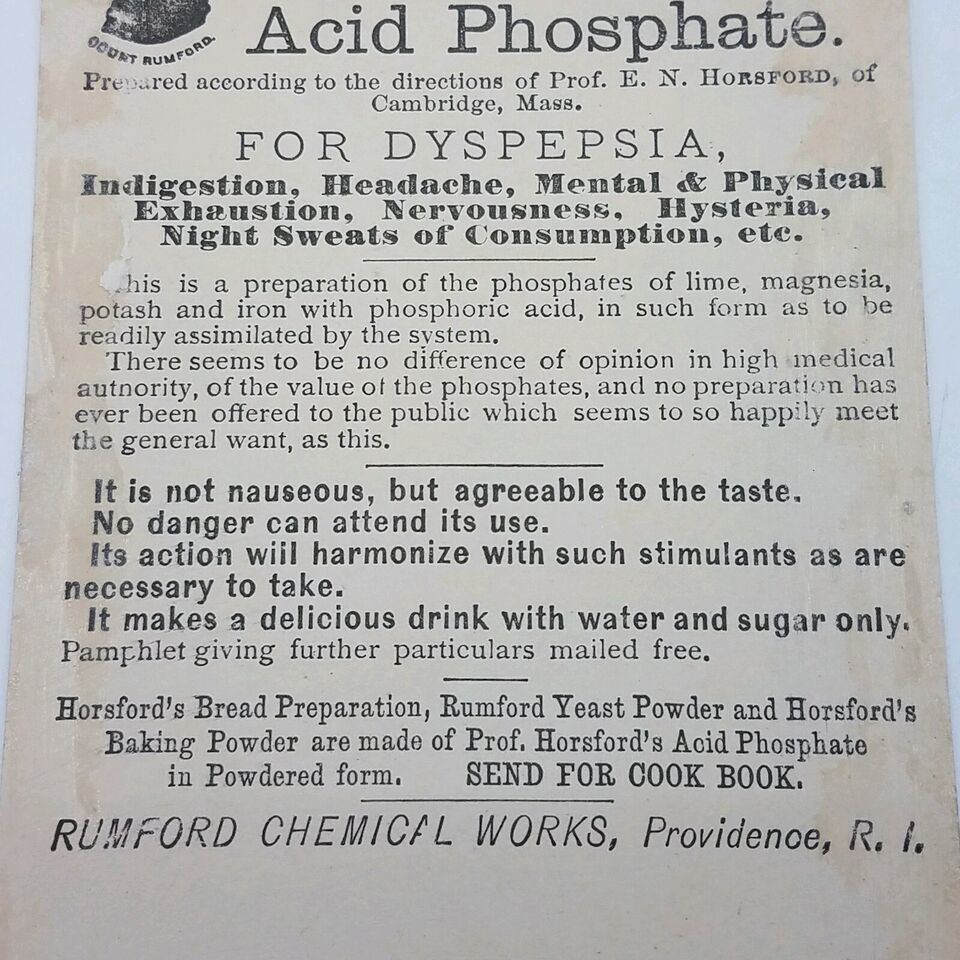 COUNT RUMFORD.
Acid Phosphate.
Prepared according to the directions of Prof. E. N. HORSFORD, of
Cambridge, Mass.
FOR DYSPEPSIA,
Indigestion, Headache, Mental & Physical
Exhaustion, Nervousness, Hysteria,
Night Sweats of Consumption, etc.
This is a preparation of the phosphates of lime, magnesia,
potash and iron with phosphoric acid, in such form as to be
readily assimilated by the system.
There seems to be no difference of opinion in high medical
autnority, of the value of the phosphates, and no preparation has
ever been offered to the public which seems to so happily meet
the general want, as this.
It is not nauseous, but agreeable to the taste.
No danger can attend its use.
Its action will harmonize with such stimulants as are
necessary to take.
It makes a delicious drink with water and sugar only.
Pamphlet giving further particulars mailed free.
Horsford's Bread Preparation, Rumford Yeast Powder and Horsford's
Baking Powder are made of Prof. Horsford's Acid Phosphate
in Powdered form. SEND FOR COOK BOOK.
RUMFORD CHEMICAL WORKS, Providence, R. I.